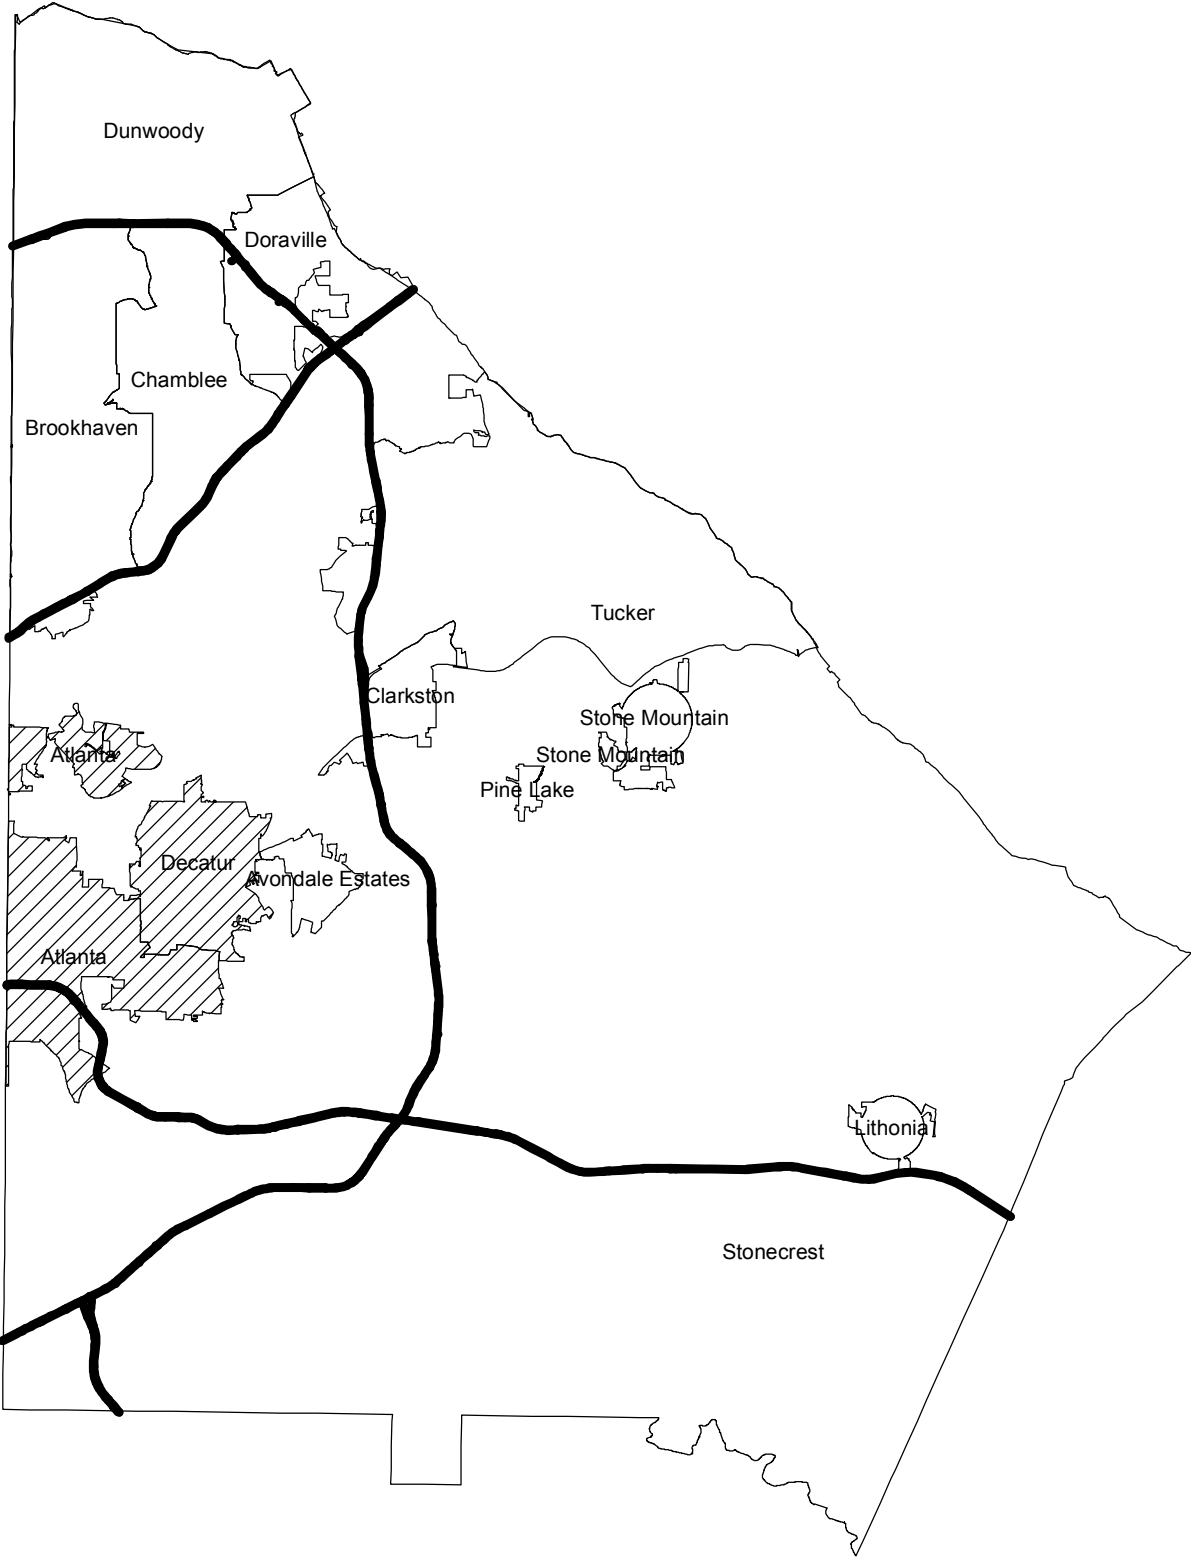 Dunwoody
Doraville
Chamblee
Brookhaven
Tucker
Clarkston
Stone Mountain
Atlanta
Stone Mountain
Pine Lake
Decatur
Avondale Estates
Atlanta
Lithonia
Stonecrest